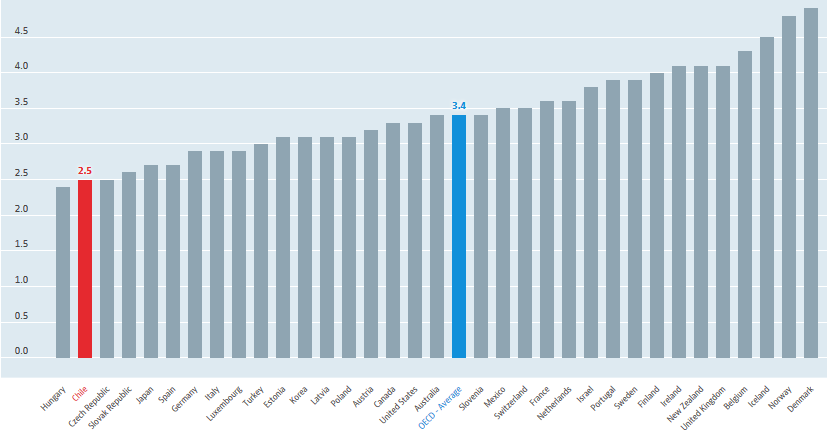 4.5
4.0
3.5
3.4
3.0
2.5
2.5
2.0
1.5
1.0
0.5
0.0
Hungary
Chile
Czech Republic
Slovak Republic
Japan
Spain
Germany
Italy
Luxembourg
Turkey
Estonia
Korea
Latvia
Poland
Austria
Canada
United States
Australia
OECD - Average
Slovenia
Mexico
Switzerland
France
Netherlands
Israel
Portugal
Sweden
Finland
Ireland
New Zealand
United Kingdom
Belgium
Iceland
Norway
Denmark